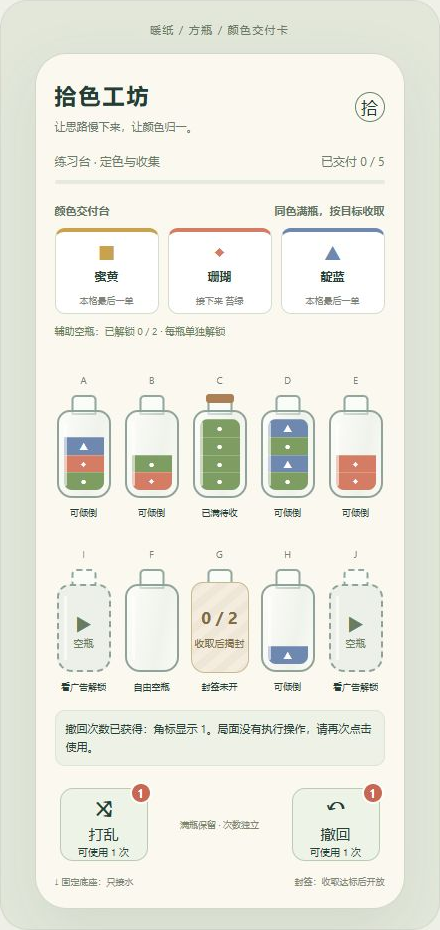 暖纸 / 方瓶 / 颜色交付卡
拾色工坊
拾
让思路慢下来，让颜色归一。
练习台 · 定色与收集
已交付 0 / 5
颜色交付台
同色满瓶，按目标收取
蜜黄
珊瑚
靛蓝
本格最后一单
接下来 苔绿
本格最后一单
辅助空瓶：已解锁 0 / 2 · 每瓶单独解锁
A
B
C
D
E
可倾倒
可倾倒
已满待收
可倾倒
可倾倒
I
F
G
H
J
0 / 2
空瓶
收取后揭封
空瓶
看广告解锁
自由空瓶
封签未开
可倾倒
看广告解锁
撤回次数已获得：角标显示 1。局面没有执行操作，请再次点击
使用。
1
1
打乱
满瓶保留 · 次数独立
撤回
可使用 1 次
可使用 1 次
↓ 固定底座：只接水
封签：收取达标后开放